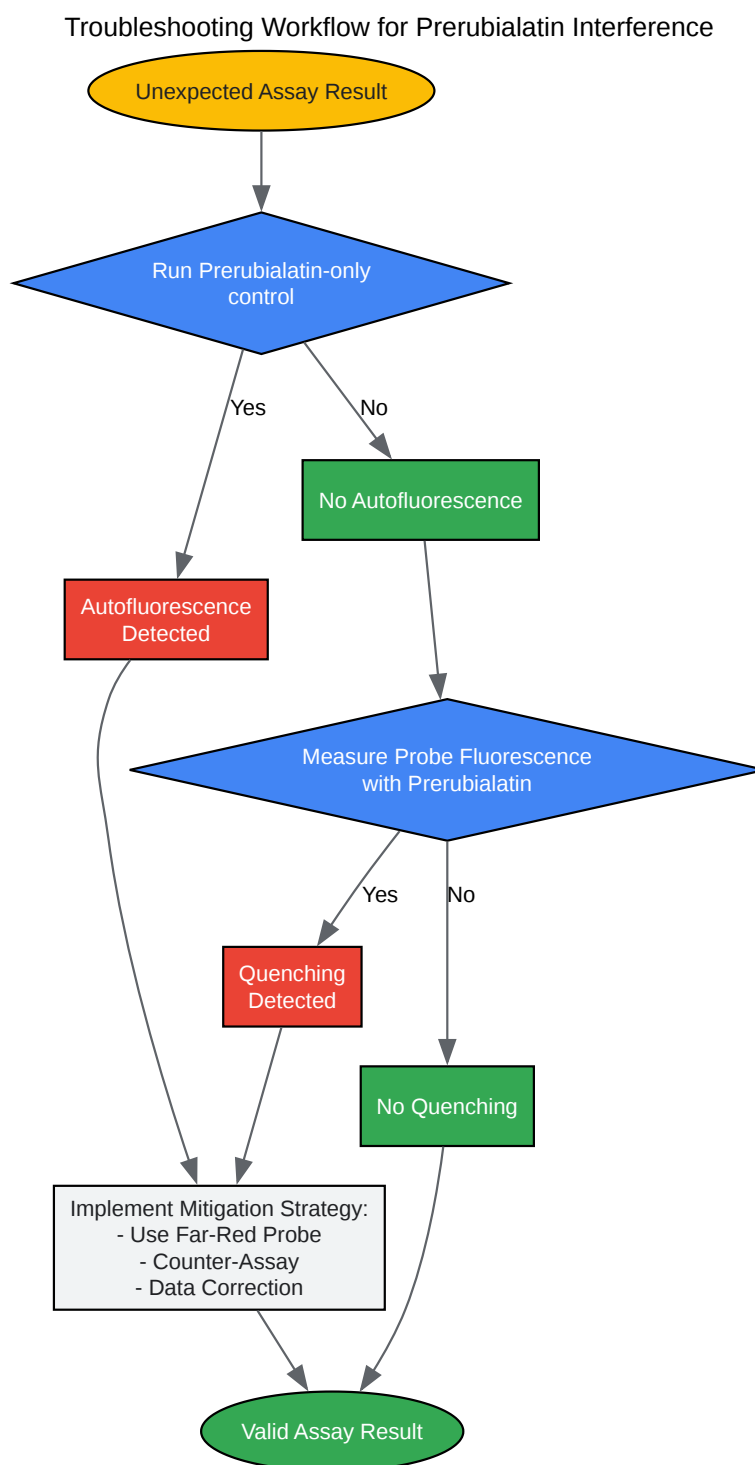 Troubleshooting Workflow for Prerubialatin Interference
Unexpected Assay Result
Run Prerubialatin-only
control
Yes
No
No Autofluorescence
Autofluorescence
Detected
Measure Probe Fluorescence
with Prerubialatin
Yes
No
Quenching
Detected
No Quenching
Implement Mitigation Strategy:
- Use Far-Red Probe
- Counter-Assay
- Data Correction
Valid Assay Result